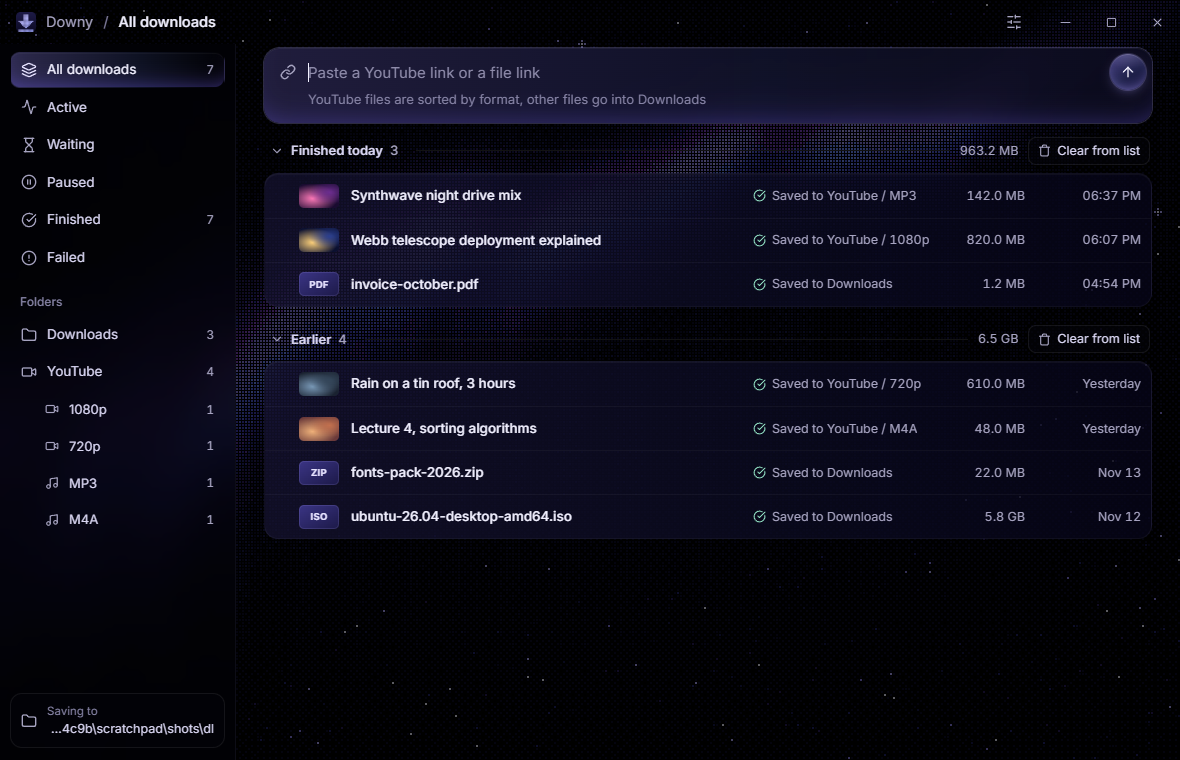 Downy / All downloads
All downloads 7
Active
Waiting
Paused
Finished 7
Failed
Folders
Downloads 3
YouTube 4
1080p 1
720p 1
MP3 1
M4A 1
Saving to
...4c9b\scratchpad\shots\dl
Paste a YouTube link or a file link
YouTube files are sorted by format, other files go into Downloads
Finished today 3 963.2 MB Clear from list
Synthwave night drive mix Saved to YouTube / MP3 142.0 MB 06:37 PM
Webb telescope deployment explained Saved to YouTube / 1080p 820.0 MB 06:07 PM
PDF invoice-october.pdf Saved to Downloads 1.2 MB 04:54 PM
Earlier 4 6.5 GB Clear from list
Rain on a tin roof, 3 hours Saved to YouTube / 720p 610.0 MB Yesterday
Lecture 4, sorting algorithms Saved to YouTube / M4A 48.0 MB Yesterday
ZIP fonts-pack-2026.zip Saved to Downloads 22.0 MB Nov 13
ISO ubuntu-26.04-desktop-amd64.iso Saved to Downloads 5.8 GB Nov 12